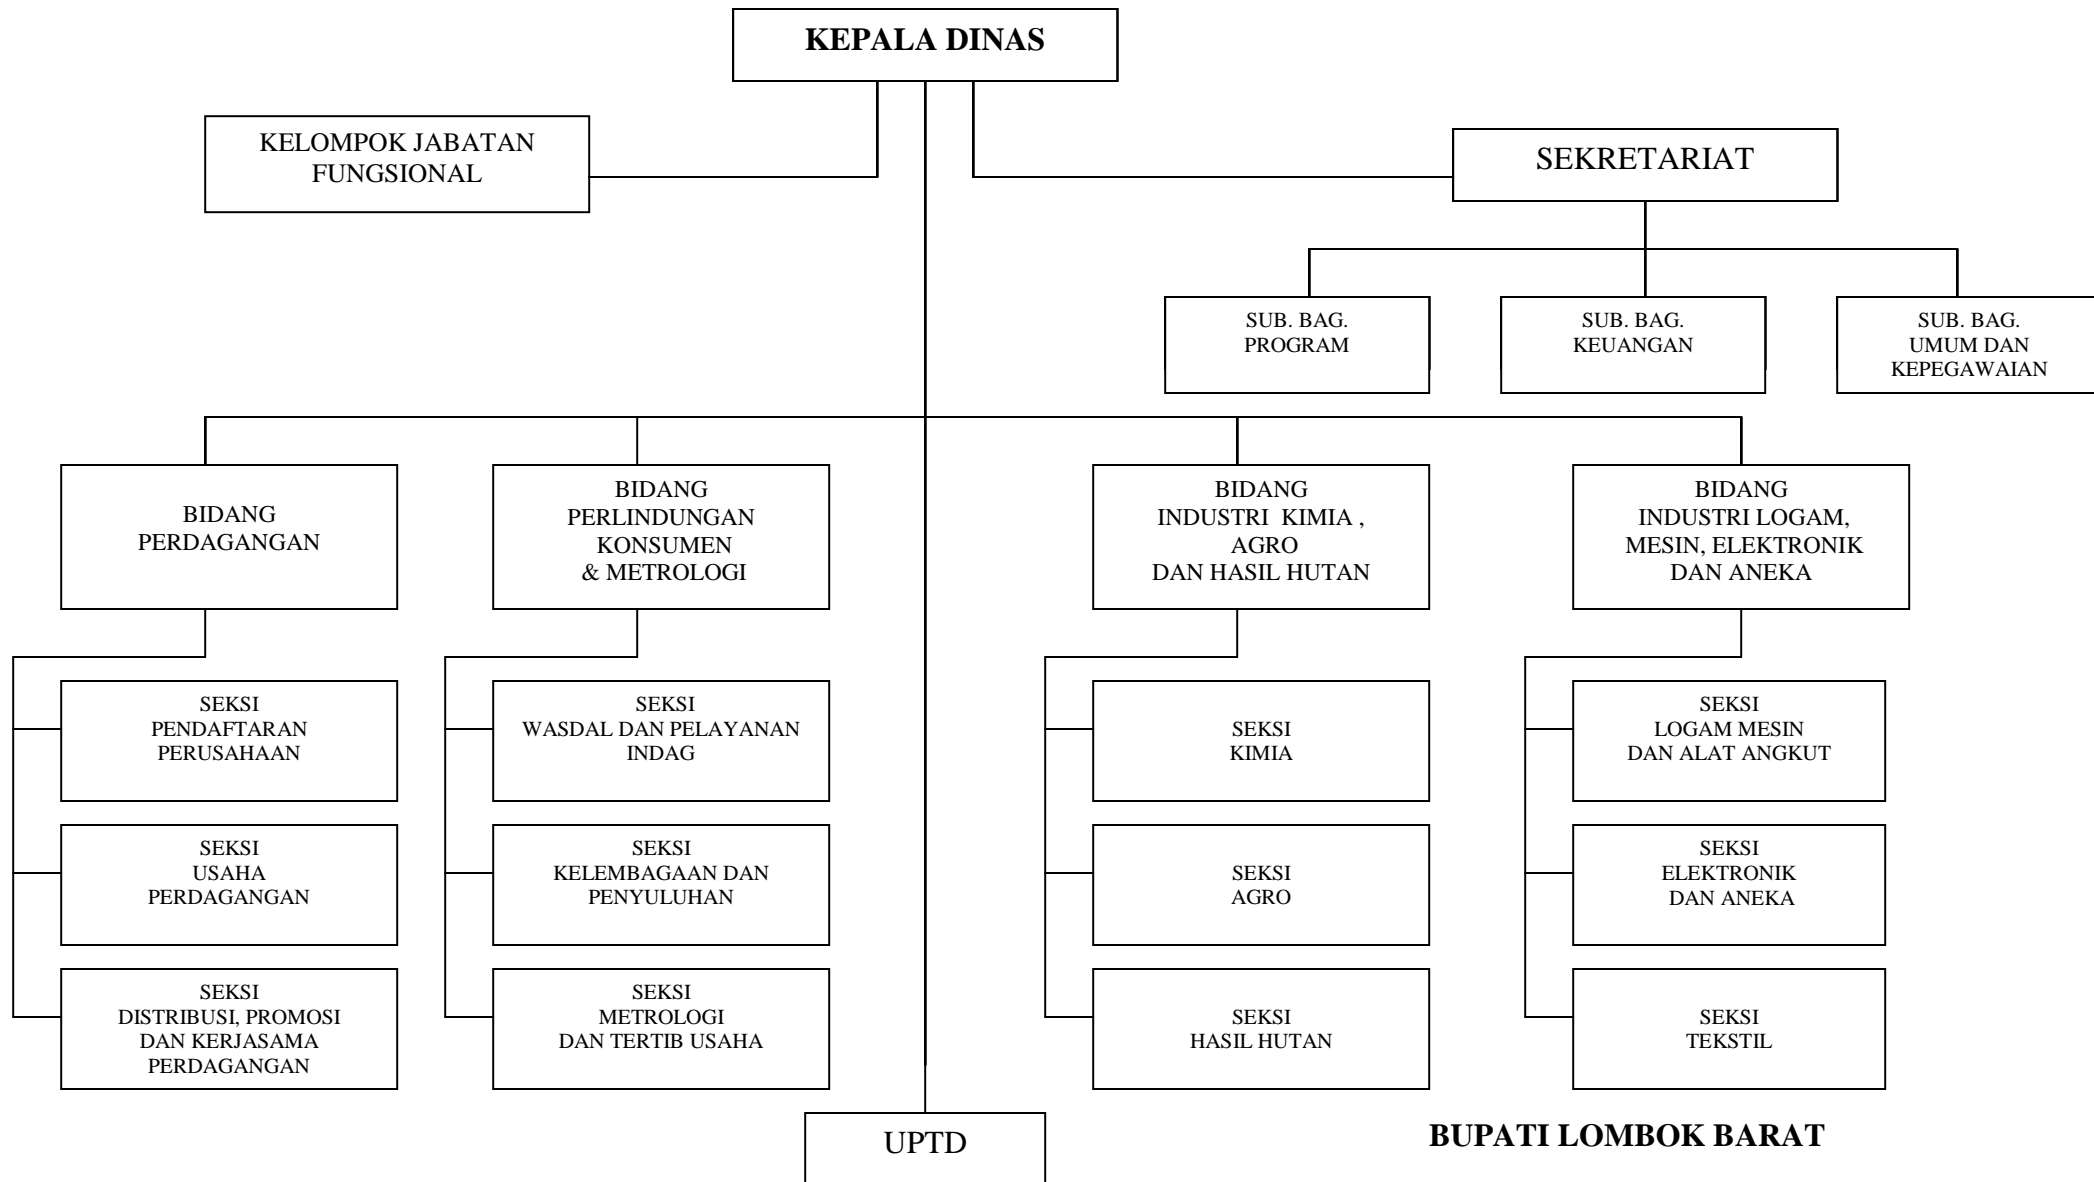 KEPALA DINAS
KELOMPOK JABATAN
FUNGSIONAL
SEKRETARIAT
SUB. BAG.
PROGRAM
SUB. BAG.
KEUANGAN
SUB. BAG.
UMUM DAN
KEPEGAWAIAN
BIDANG
PERDAGANGAN
BIDANG
PERLINDUNGAN
KONSUMEN
& METROLOGI
BIDANG
INDUSTRI KIMIA ,
AGRO
DAN HASIL HUTAN
BIDANG
INDUSTRI LOGAM,
MESIN, ELEKTRONIK
DAN ANEKA
SEKSI
PENDAFTARAN
PERUSAHAAN
SEKSI
WASDAL DAN PELAYANAN
INDAG
SEKSI
KIMIA
SEKSI
LOGAM MESIN
DAN ALAT ANGKUT
SEKSI
USAHA
PERDAGANGAN
SEKSI
KELEMBAGAAN DAN
PENYULUHAN
SEKSI
AGRO
SEKSI
ELEKTRONIK
DAN ANEKA
SEKSI
DISTRIBUSI, PROMOSI
DAN KERJASAMA
PERDAGANGAN
SEKSI
METROLOGI
DAN TERTIB USAHA
SEKSI
HASIL HUTAN
SEKSI
TEKSTIL
UPTD
BUPATI LOMBOK BARAT